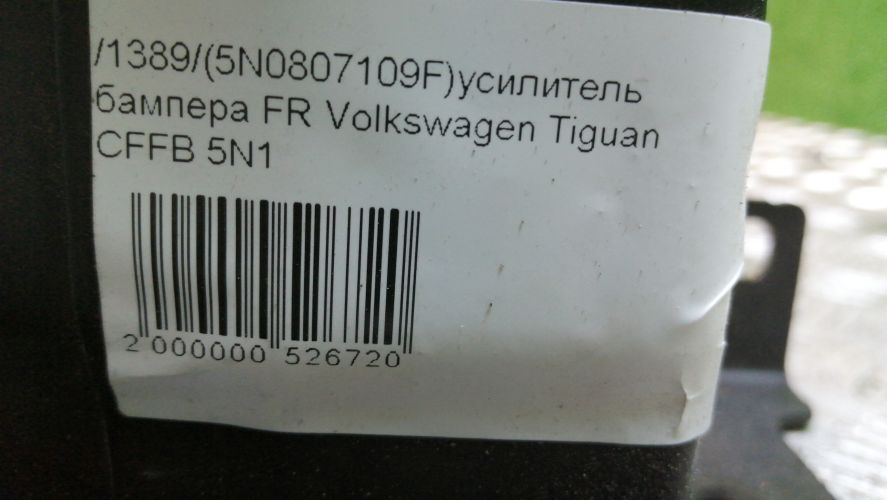 /1389/(5N0807109F)усилитель
бампера FR Volkswagen Tiguan
CFFB 5N1
2 000000 526720